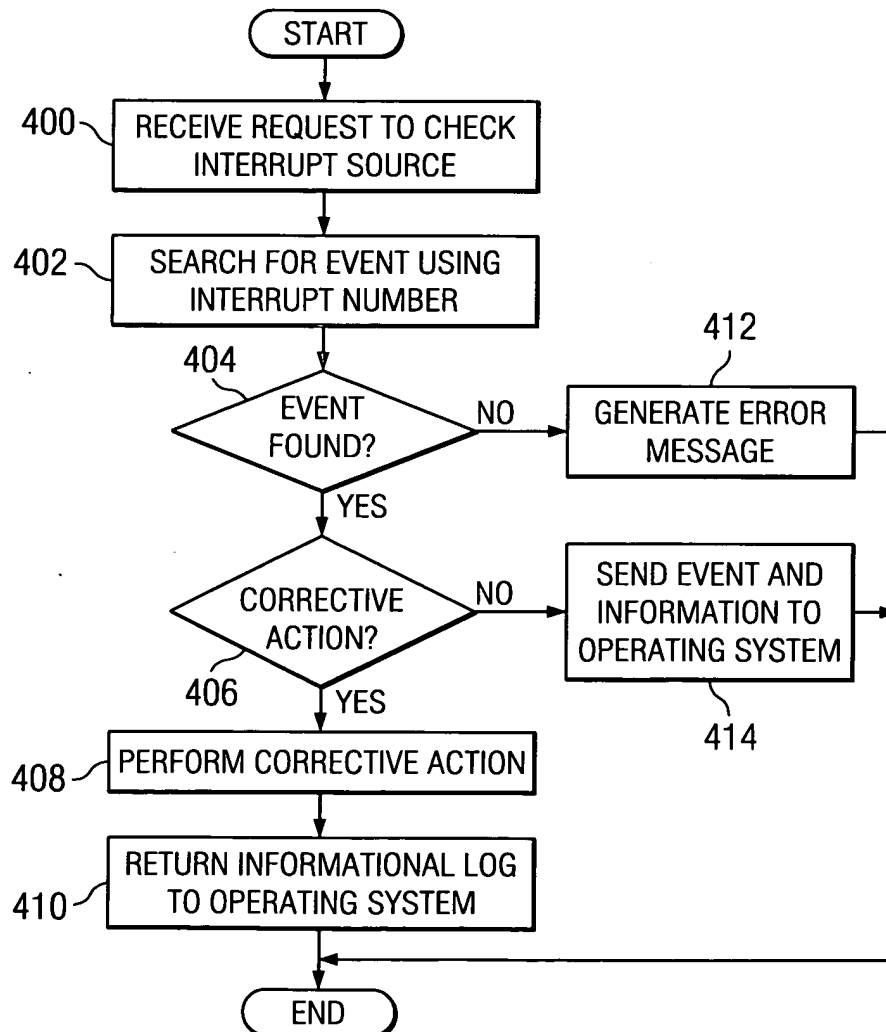 START
400
RECEIVE REQUEST TO CHECK
INTERRUPT SOURCE
402
SEARCH FOR EVENT USING
INTERRUPT NUMBER
404
EVENT
FOUND?
NO
412
GENERATE ERROR
MESSAGE
YES
CORRECTIVE
ACTION?
406
NO
SEND EVENT AND
INFORMATION TO
OPERATING SYSTEM
414
YES
408
PERFORM CORRECTIVE ACTION
410
RETURN INFORMATIONAL LOG
TO OPERATING SYSTEM
END